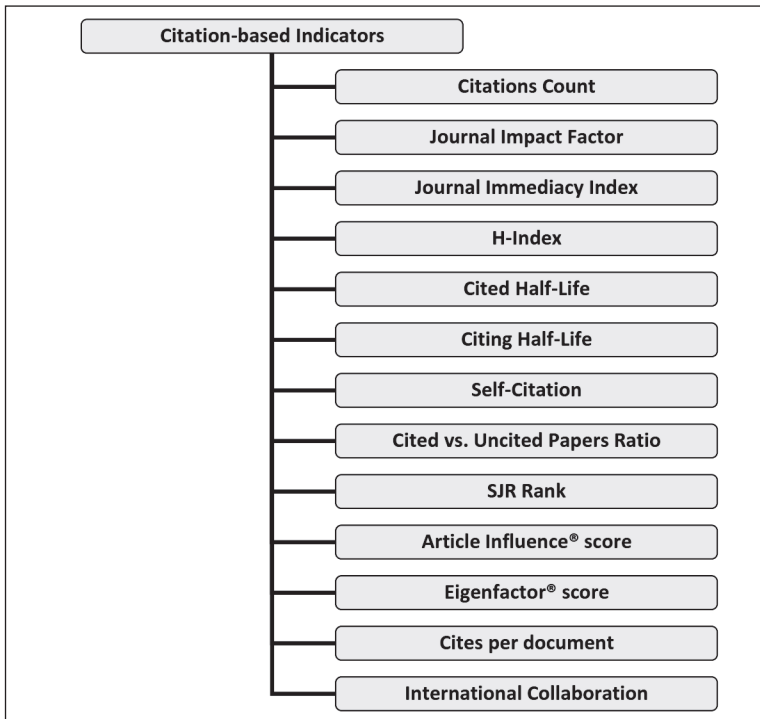 Citation-based Indicators
Citations Count
Journal Impact Factor
Journal Immediacy Index
H-Index
Cited Half-Life
Citing Half-Life
Self-Citation
Cited vs. Uncited Papers Ratio
SJR Rank
Article Influence® score
Eigenfactor® score
Cites per document
International Collaboration